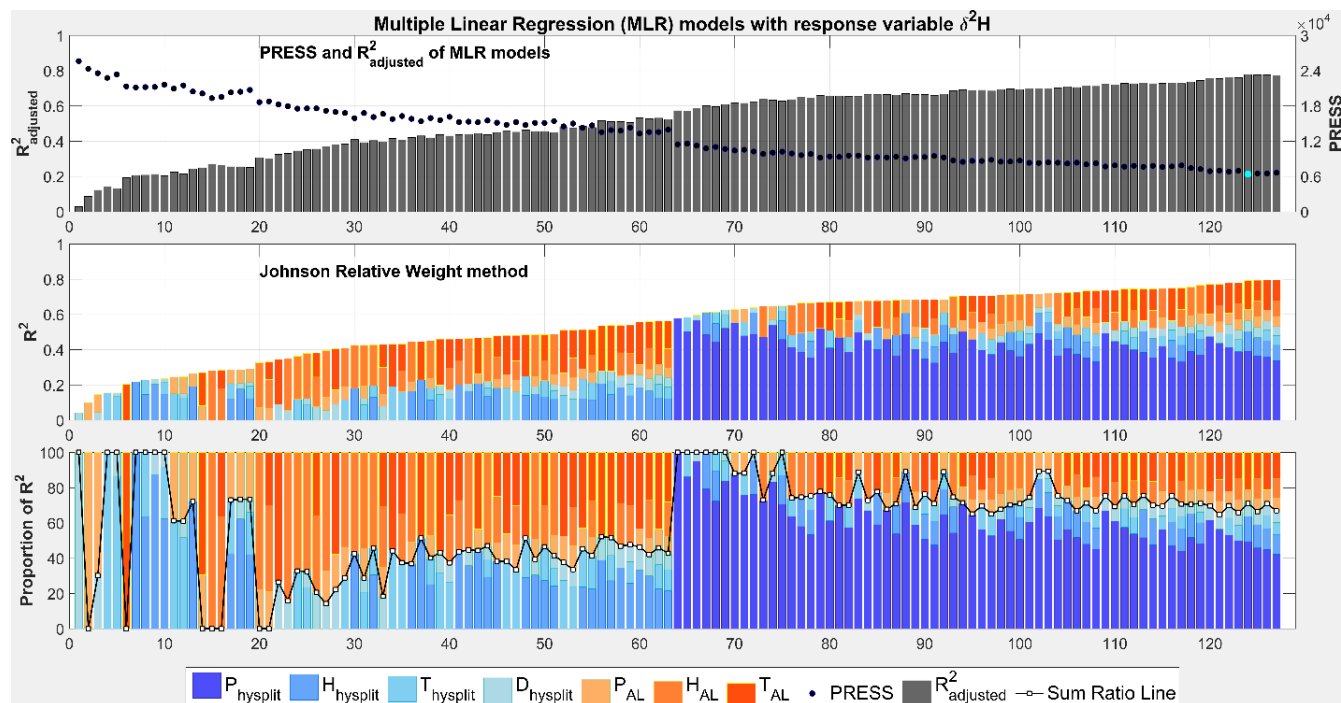 Multiple Linear Regression (MLR) models with response variable δ²H
×10⁴
PRESS and R²adjusted of MLR models
R²adjusted
1
0.8
0.6
0.4
0.2
0
3
2.4
1.8
1.2
0.6
0
PRESS
0 10 20 30 40 50 60 70 80 90 100 110 120
Johnson Relative Weight method
R²
0.8
0.6
0.4
0.2
0
0 10 20 30 40 50 60 70 80 90 100 110 120
Proportion of R²
100
80
60
40
20
0
0 10 20 30 40 50 60 70 80 90 100 110 120
Physplit Hhysplit Thysplit Dhysplit PAL HAL TAL PRESS R²adjusted Sum Ratio Line